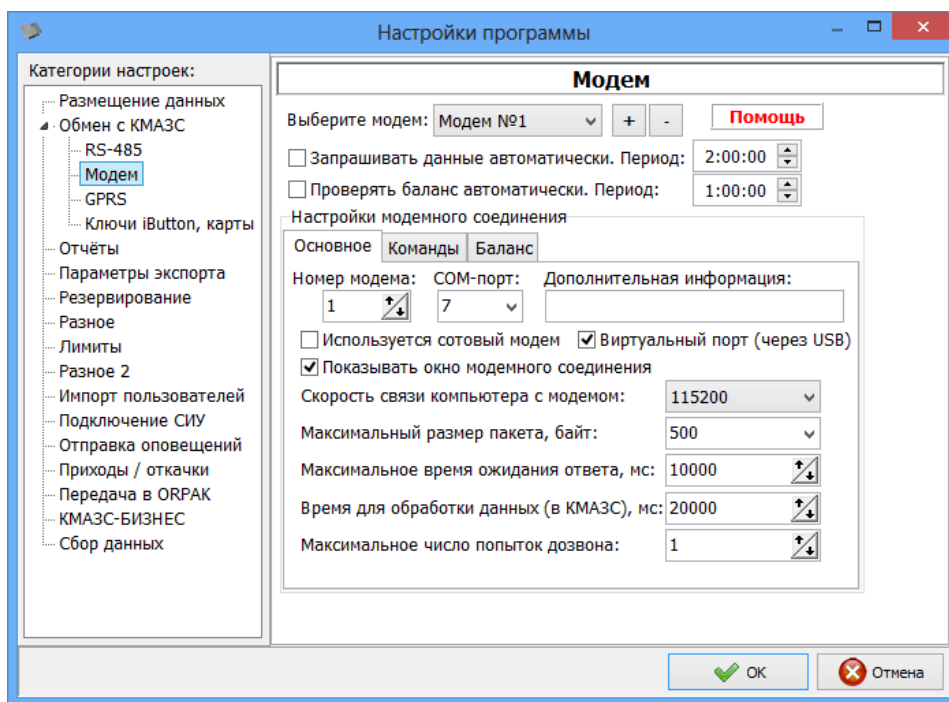 Настройки программы
Категории настроек:
Размещение данных
Обмен с КМАЗС
RS-485
Модем
GPRS
Ключи iButton, карты
Отчёты
Параметры экспорта
Резервирование
Разное
Лимиты
Разное 2
Импорт пользователей
Подключение СИУ
Отправка оповещений
Приходы / откачки
Передача в ORPAK
КМАЗС-БИЗНЕС
Сбор данных
Модем
Выберите модем: Модем №1 + - Помощь
Запрашивать данные автоматически. Период: 2:00:00
Проверять баланс автоматически. Период: 1:00:00
Настройки модемного соединения
Основное Команды Баланс
Номер модема: COM-порт: Дополнительная информация:
1 7
Используется сотовый модем Виртуальный порт (через USB)
Показывать окно модемного соединения
Скорость связи компьютера с модемом: 115200
Максимальный размер пакета, байт: 500
Максимальное время ожидания ответа, мс: 10000
Время для обработки данных (в КМАЗС), мс: 20000
Максимальное число попыток дозвона: 1
OK Отмена